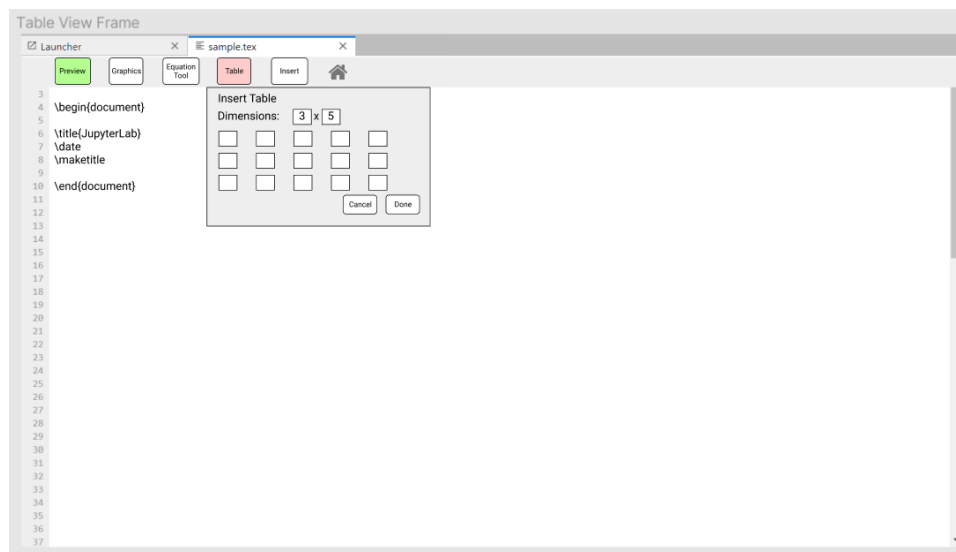 Table View Frame
Launcher
sample.tex
Preview
Graphics
Equation
Tool
Table
Insert
Insert Table
Dimensions: 3 x 5
Cancel
Done
3
4 \begin{document}
5
6 \title{JupyterLab}
7 \date
8 \maketitle
9
10 \end{document}
11
12
13
14
15
16
17
18
19
20
21
22
23
24
25
26
27
28
29
30
31
32
33
34
35
36
37